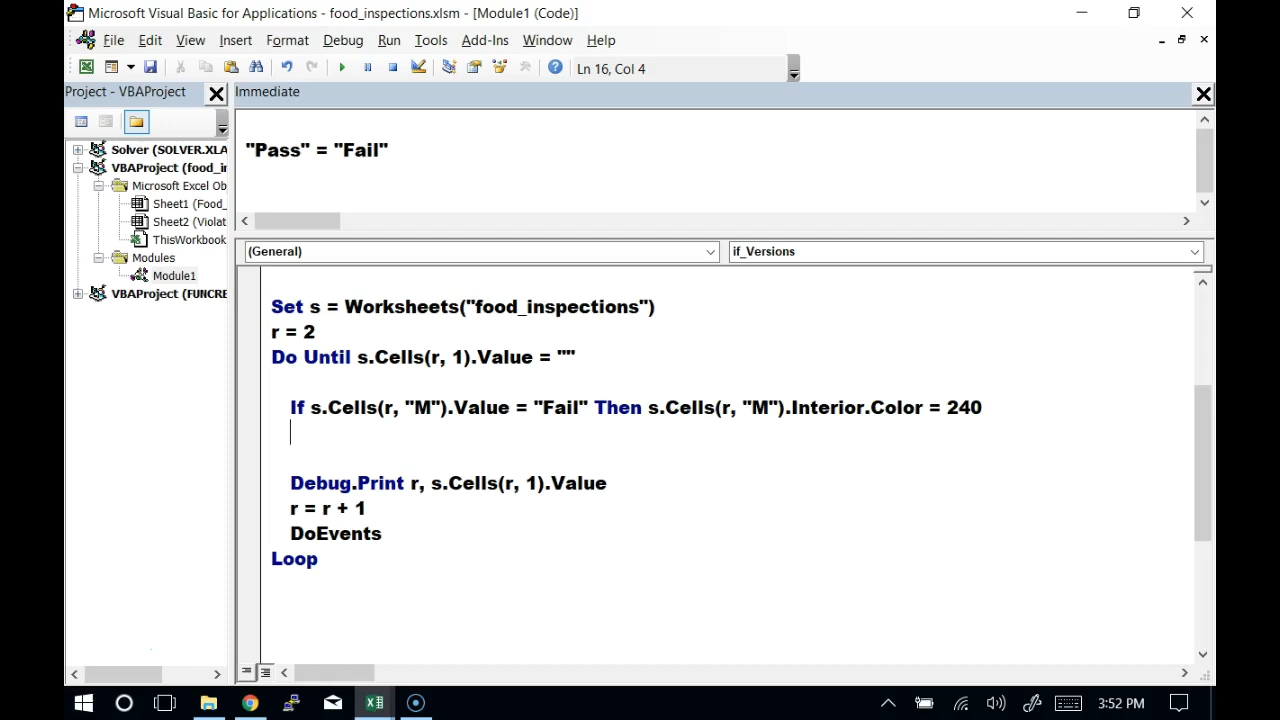 Microsoft Visual Basic for Applications - food_inspections.xlsm - [Module1 (Code)]
File Edit View Insert Format Debug Run Tools Add-Ins Window Help
Ln 16, Col 4
Project - VBAProject
Immediate
"Pass" = "Fail"
Solver (SOLVER.XLA
VBAProject (food_i
Microsoft Excel Ob
Sheet1 (Food_
Sheet2 (Violat
ThisWorkbook
Modules
Module1
VBAProject (FUNCRE
(General)
if_Versions
Set s = Worksheets("food_inspections")
r = 2
Do Until s.Cells(r, 1).Value = ""
If s.Cells(r, "M").Value = "Fail" Then s.Cells(r, "M").Interior.Color = 240
Debug.Print r, s.Cells(r, 1).Value
r = r + 1
DoEvents
Loop
3:52 PM